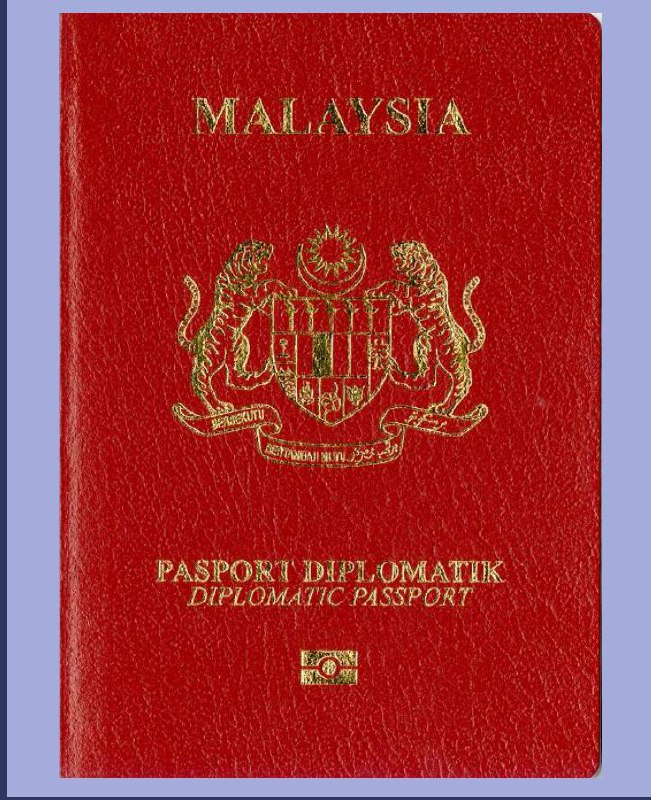 MALAYSIA
BERSEKUTU
BERTAMBAH MUTU
PASPORT DIPLOMATIK
DIPLOMATIC PASSPORT